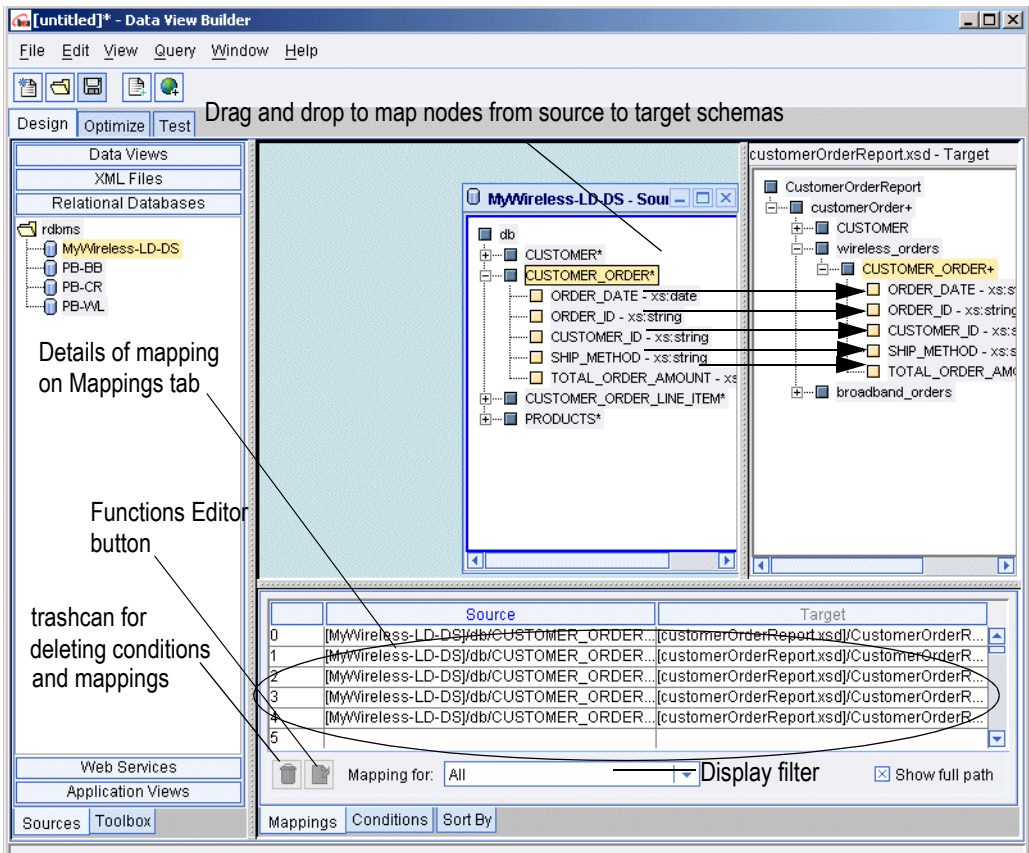 [untitled]* - Data View Builder
File Edit View Query Window Help
Drag and drop to map nodes from source to target schemas
Design Optimize Test
Data Views
XML Files
Relational Databases
rdbms
MyWireless-LD-DS
PB-BB
PB-CR
PB-WL
Details of mapping
on Mappings tab
Functions Editor
button
trashcan for
deleting conditions
and mappings
Web Services
Application Views
Sources Toolbox
MyWireless-LD-DS - Sour
db
CUSTOMER*
CUSTOMER_ORDER*
ORDER_DATE - xs:date
ORDER_ID - xs:string
CUSTOMER_ID - xs:string
SHIP_METHOD - xs:string
TOTAL_ORDER_AMOUNT - xs
CUSTOMER_ORDER_LINE_ITEM*
PRODUCTS*
customerOrderReport.xsd - Target
CustomerOrderReport
customerOrder+
CUSTOMER
wireless_orders
CUSTOMER_ORDER+
ORDER_DATE - xs:s
ORDER_ID - xs:string
CUSTOMER_ID - xs:s
SHIP_METHOD - xs:s
TOTAL_ORDER_AM
broadband_orders
Source Target
0 [MyWireless-LD-DS]/db/CUSTOMER_ORDER... [customerOrderReport.xsd]/CustomerOrderR...
1 [MyWireless-LD-DS]/db/CUSTOMER_ORDER... [customerOrderReport.xsd]/CustomerOrderR...
2 [MyWireless-LD-DS]/db/CUSTOMER_ORDER... [customerOrderReport.xsd]/CustomerOrderR...
3 [MyWireless-LD-DS]/db/CUSTOMER_ORDER... [customerOrderReport.xsd]/CustomerOrderR...
4 [MyWireless-LD-DS]/db/CUSTOMER_ORDER... [customerOrderReport.xsd]/CustomerOrderR...
5
Mapping for: All Display filter Show full path
Mappings Conditions Sort By